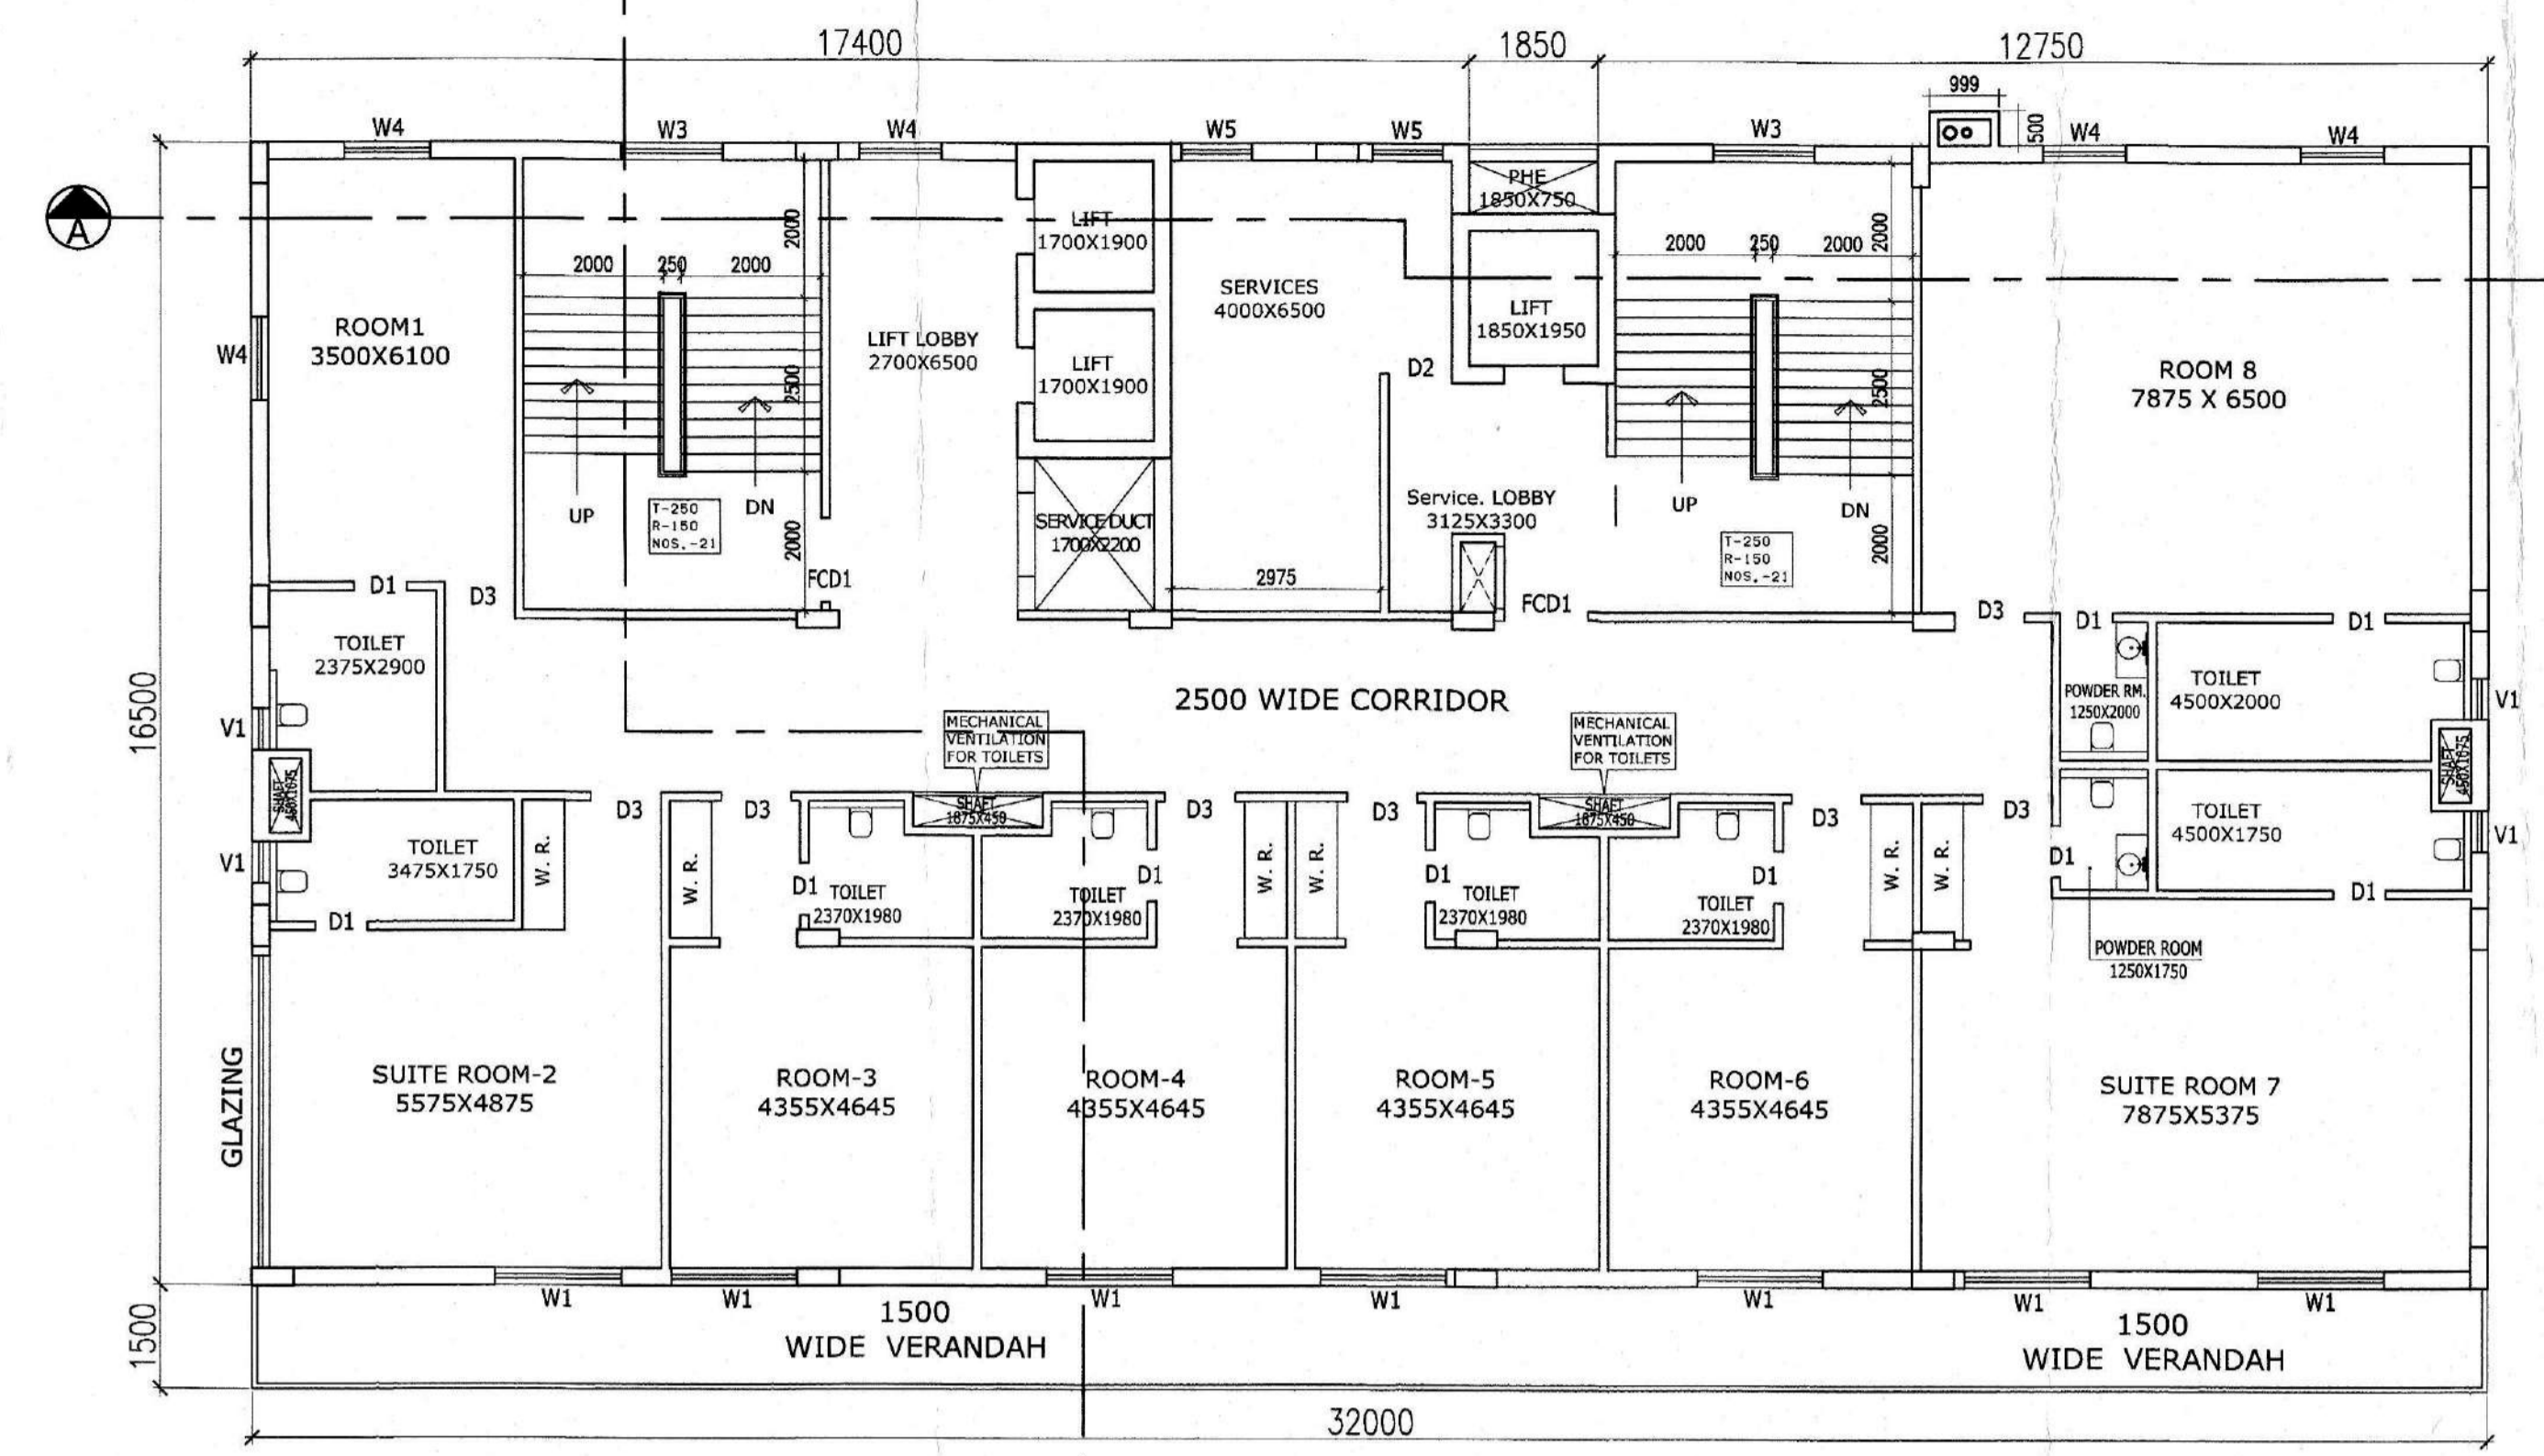 17400
1850
12750
999
500
W4
W3
W4
W5
W5
W3
W4
W4
A
PHE
1850X750
LIFT
1700X1900
2000
2000
250
2000
2000
250
2000
2000
SERVICES
4000X6500
LIFT
1850X1950
ROOM1
3500X6100
W4
LIFT LOBBY
2700X6500
LIFT
1700X1900
D2
2500
2500
ROOM 8
7875 X 6500
UP
T-250
R-150
NOS.-21
DN
2000
SERVICE DUCT
1700X2200
Service. LOBBY
3125X3300
UP
DN
T-250
R-150
NOS.-21
2000
2975
FCD1
FCD1
D1
D3
D3
D1
D1
TOILET
2375X2900
V1
16500
2500 WIDE CORRIDOR
POWDER RM.
1250X2000
TOILET
4500X2000
V1
MECHANICAL
VENTILATION
FOR TOILETS
MECHANICAL
VENTILATION
FOR TOILETS
SHAFT
450X1675
SHAFT
450X1675
D3
D3
SHAFT
1875X450
D3
D3
SHAFT
1875X450
D3
D3
V1
TOILET
3475X1750
W. R.
W. R.
D1
TOILET
2370X1980
TOILET
2370X1980
D1
W. R.
W. R.
D1
TOILET
2370X1980
TOILET
2370X1980
D1
W. R.
W. R.
D1
TOILET
4500X1750
V1
D1
D1
POWDER ROOM
1250X1750
GLAZING
SUITE ROOM-2
5575X4875
ROOM-3
4355X4645
ROOM-4
4355X4645
ROOM-5
4355X4645
ROOM-6
4355X4645
SUITE ROOM 7
7875X5375
W1
W1
W1
W1
W1
W1
W1
1500
1500
WIDE VERANDAH
1500
WIDE VERANDAH
32000